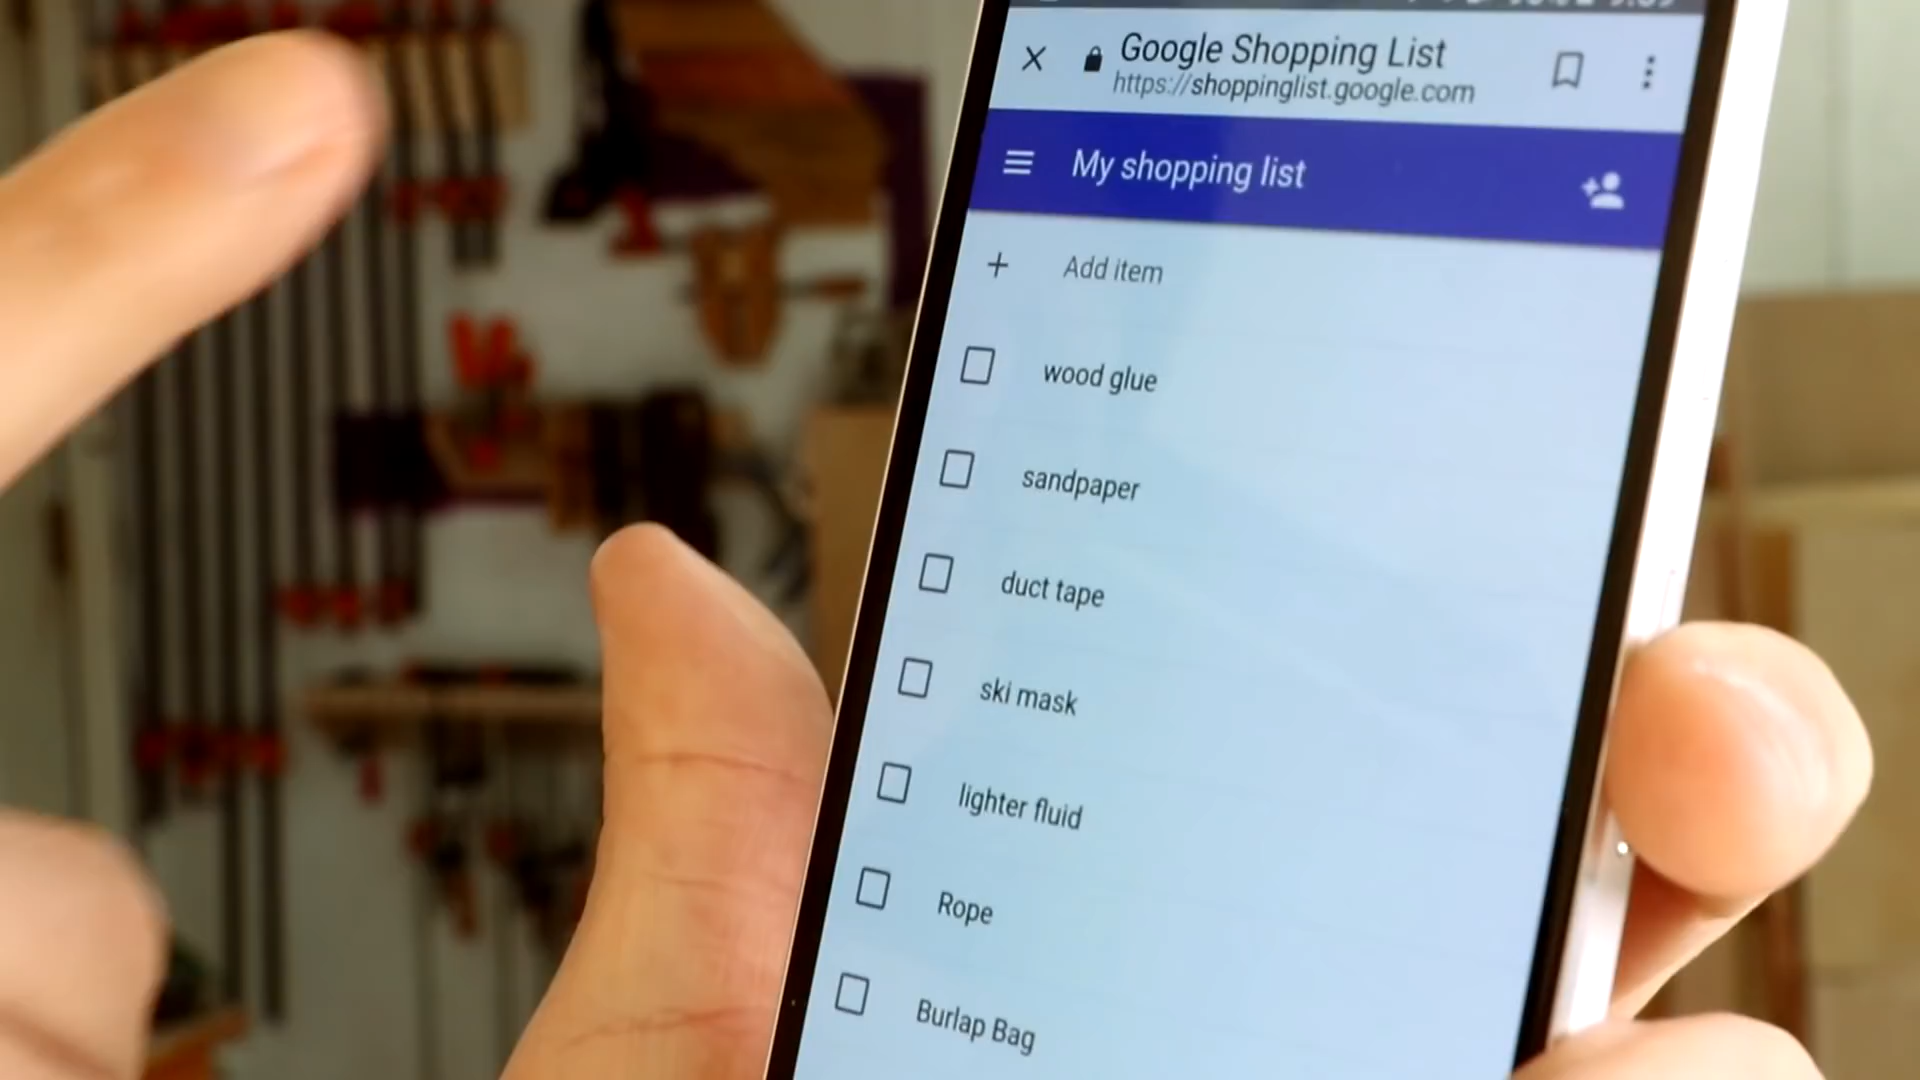 Google Shopping List
https://shoppinglist.google.com
My shopping list
Add item
wood glue
sandpaper
duct tape
ski mask
lighter fluid
Rope
Burlap Bag